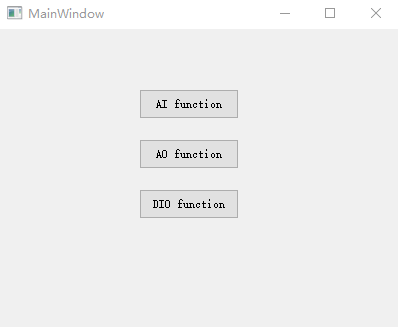 MainWindow
AI function
AO function
DIO function